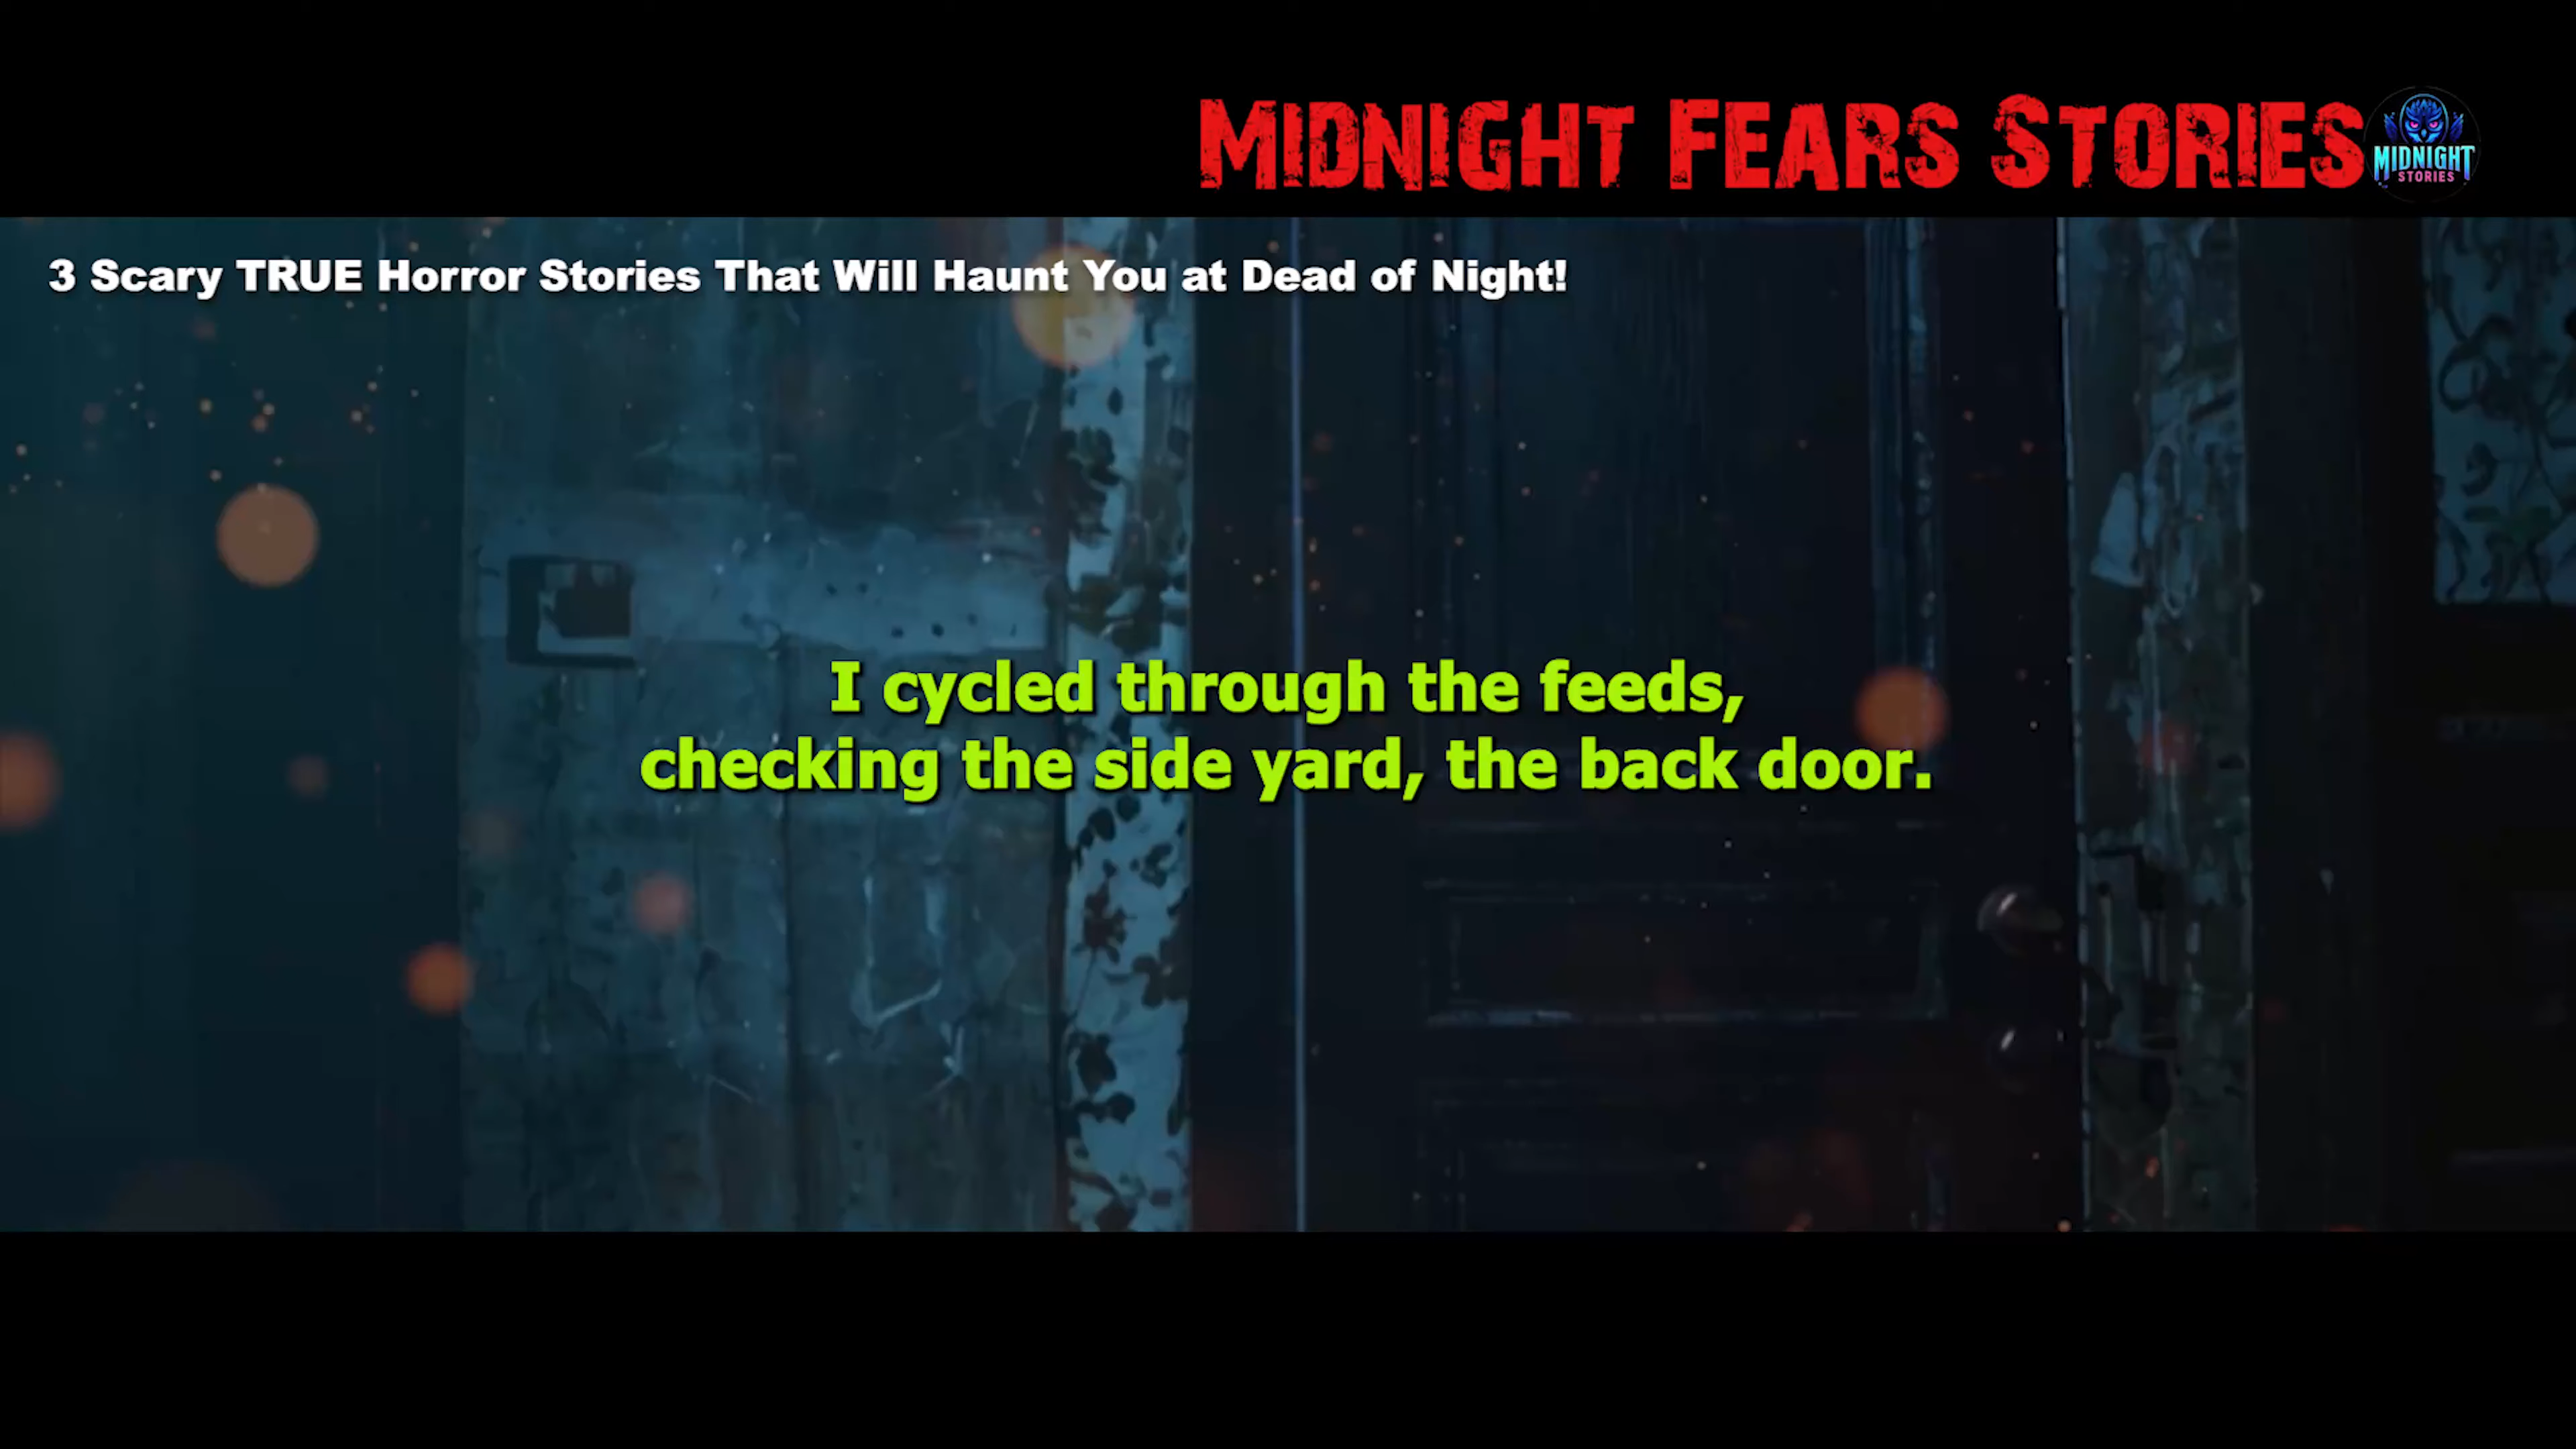 MIDNIGHT FEARS STORIES
MIDNIGHT
STORIES
3 Scary TRUE Horror Stories That Will Haunt You at Dead of Night!
I cycled through the feeds,
checking the side yard, the back door.